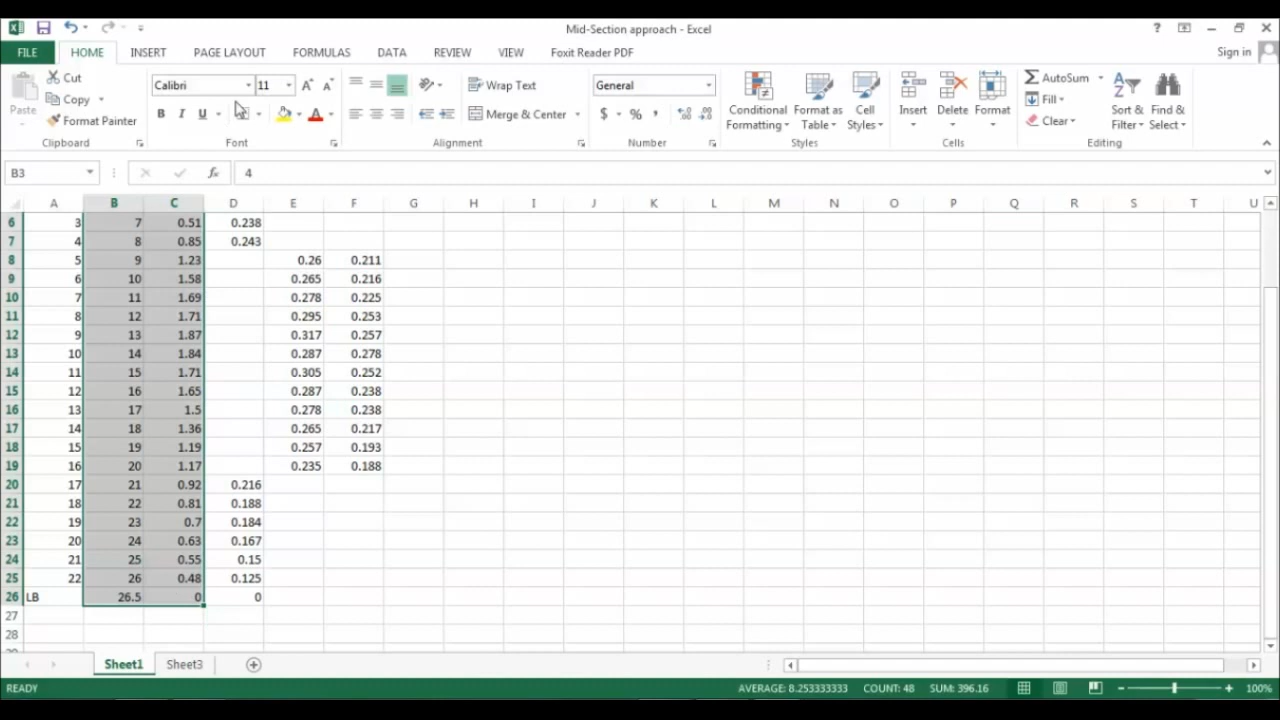 Mid-Section approach - Excel
?
Sign in
FILE HOME INSERT PAGE LAYOUT FORMULAS DATA REVIEW VIEW Foxit Reader PDF
Paste
Cut
Copy
Format Painter
Clipboard
Calibri 11
B I U
Font
Wrap Text
Merge & Center
Alignment
General
$ % ,
Number
Conditional Formatting
Format as Table
Cell Styles
Styles
Insert Delete Format
Cells
AutoSum
Fill
Clear
Sort & Filter
Find & Select
Editing
B3 fx 4
A B C D E F G H I J K L M N O P Q R S T U
6 3 7 0.51 0.238
7 4 8 0.85 0.243
8 5 9 1.23 0.26 0.211
9 6 10 1.58 0.265 0.216
10 7 11 1.69 0.278 0.225
11 8 12 1.71 0.295 0.253
12 9 13 1.87 0.317 0.257
13 10 14 1.84 0.287 0.278
14 11 15 1.71 0.305 0.252
15 12 16 1.65 0.287 0.238
16 13 17 1.5 0.278 0.238
17 14 18 1.36 0.265 0.217
18 15 19 1.19 0.257 0.193
19 16 20 1.17 0.235 0.188
20 17 21 0.92 0.216
21 18 22 0.81 0.188
22 19 23 0.7 0.184
23 20 24 0.63 0.167
24 21 25 0.55 0.15
25 22 26 0.48 0.125
26 LB 26.5 0 0
27
28
Sheet1 Sheet3
READY AVERAGE: 8.253333333 COUNT: 48 SUM: 396.16 100%